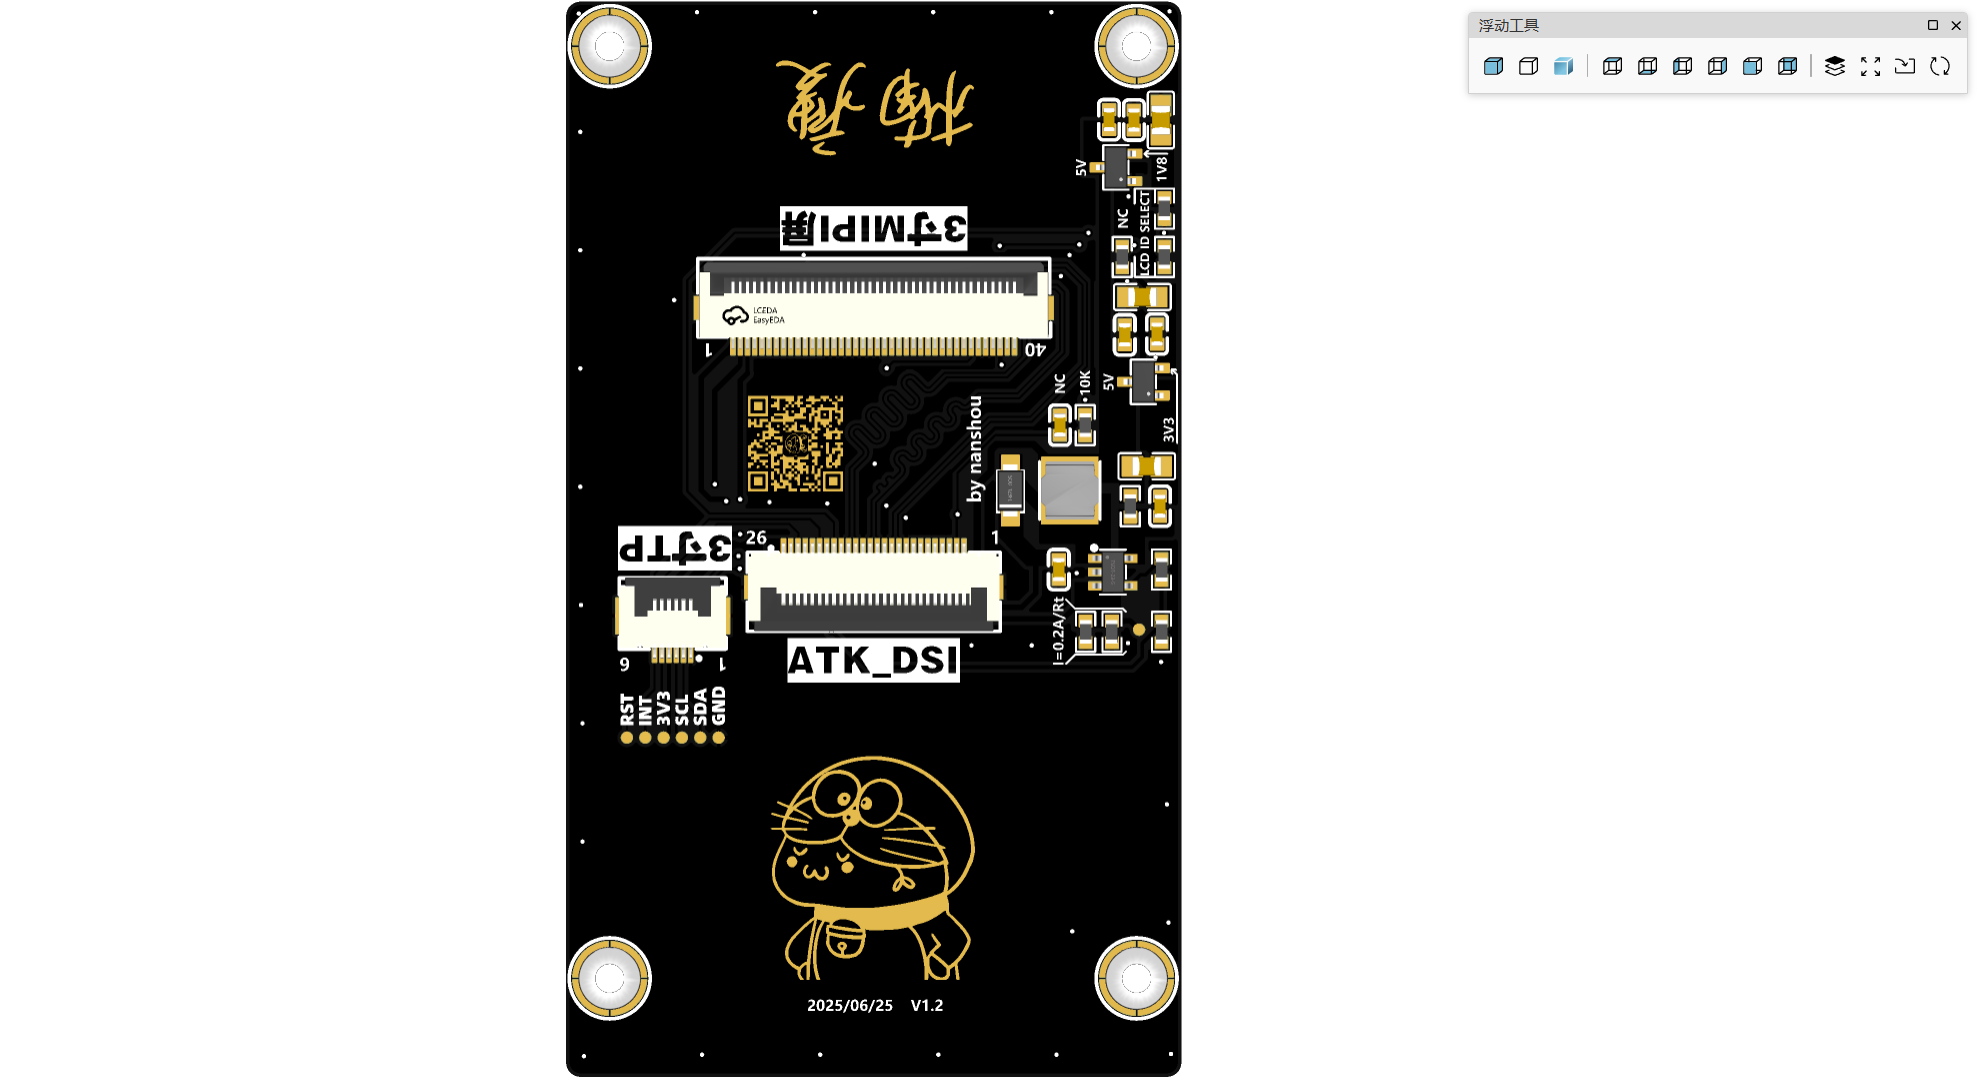 浮动工具
5V
1V8
NC
LCD ID SELECT
3寸MIPI屏
LCEDA
EasyEDA
1
40
NC
10K
5V
3V3
by nanshou
3寸TP
26
1
6
1
I=0.2A/Rt
ATK_DSI
RST
INT
3V3
SCL
SDA
GND
2025/06/25 V1.2